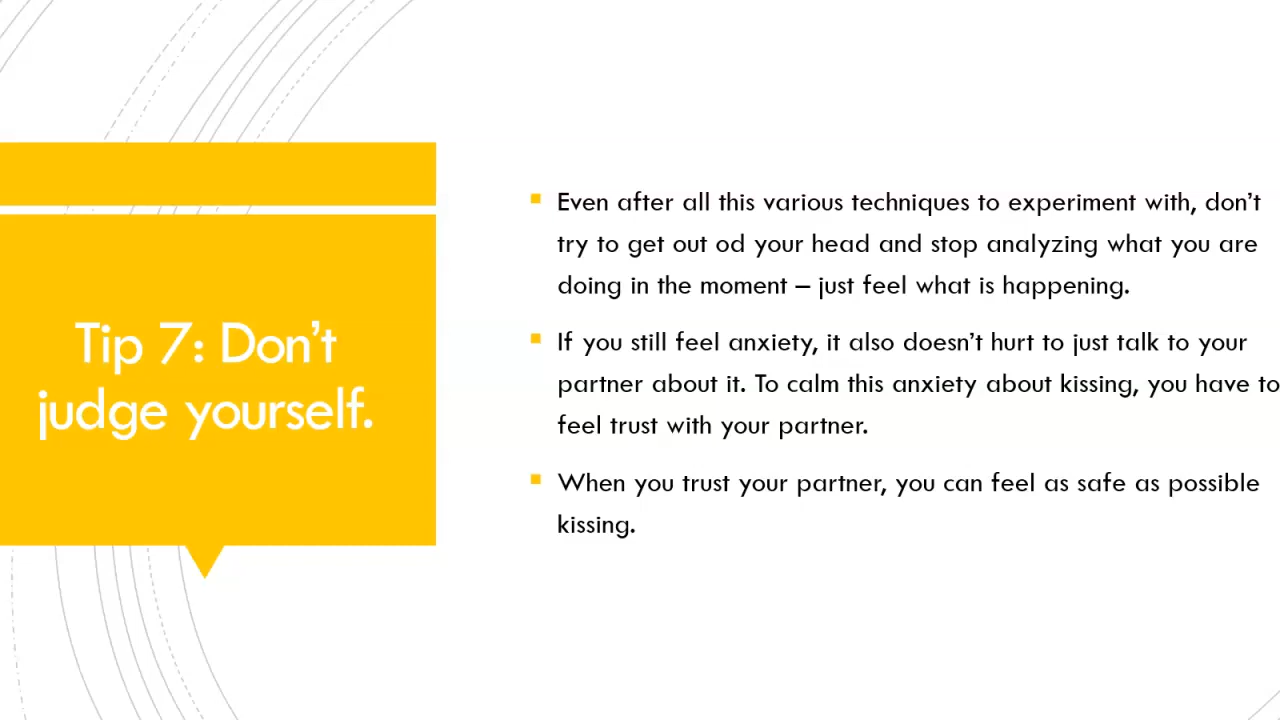 Tip 7: Don’t
judge yourself.
Even after all this various techniques to experiment with, don’t
try to get out od your head and stop analyzing what you are
doing in the moment – just feel what is happening.
If you still feel anxiety, it also doesn’t hurt to just talk to your
partner about it. To calm this anxiety about kissing, you have to
feel trust with your partner.
When you trust your partner, you can feel as safe as possible
kissing.